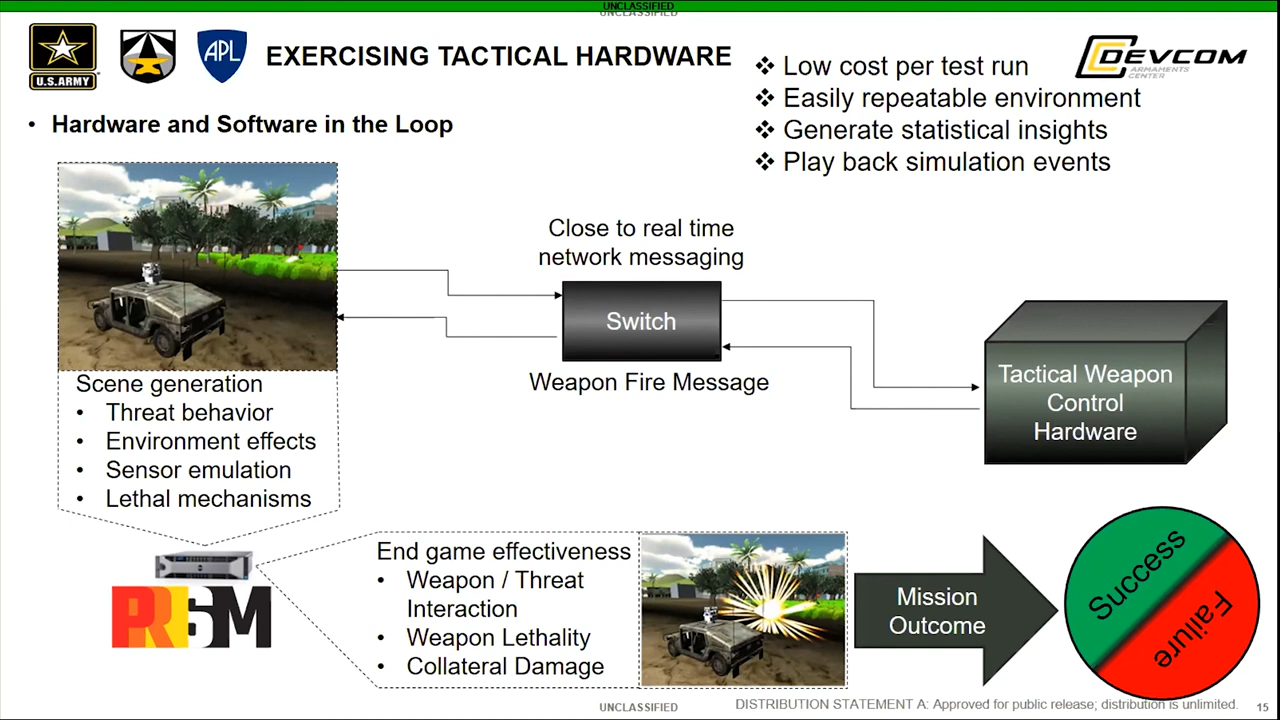 UNCLASSIFIED
UNCLASSIFIED
U.S.ARMY
APL
EXERCISING TACTICAL HARDWARE
DEVCOM
ARMAMENTS
CENTER
❖ Low cost per test run
❖ Easily repeatable environment
❖ Generate statistical insights
❖ Play back simulation events
• Hardware and Software in the Loop
Close to real time
network messaging
Switch
Weapon Fire Message
Tactical Weapon
Control
Hardware
Scene generation
• Threat behavior
• Environment effects
• Sensor emulation
• Lethal mechanisms
PRISM
End game effectiveness
• Weapon / Threat
Interaction
• Weapon Lethality
• Collateral Damage
Mission
Outcome
Success
Failure
UNCLASSIFIED
DISTRIBUTION STATEMENT A: Approved for public release; distribution is unlimited.
15